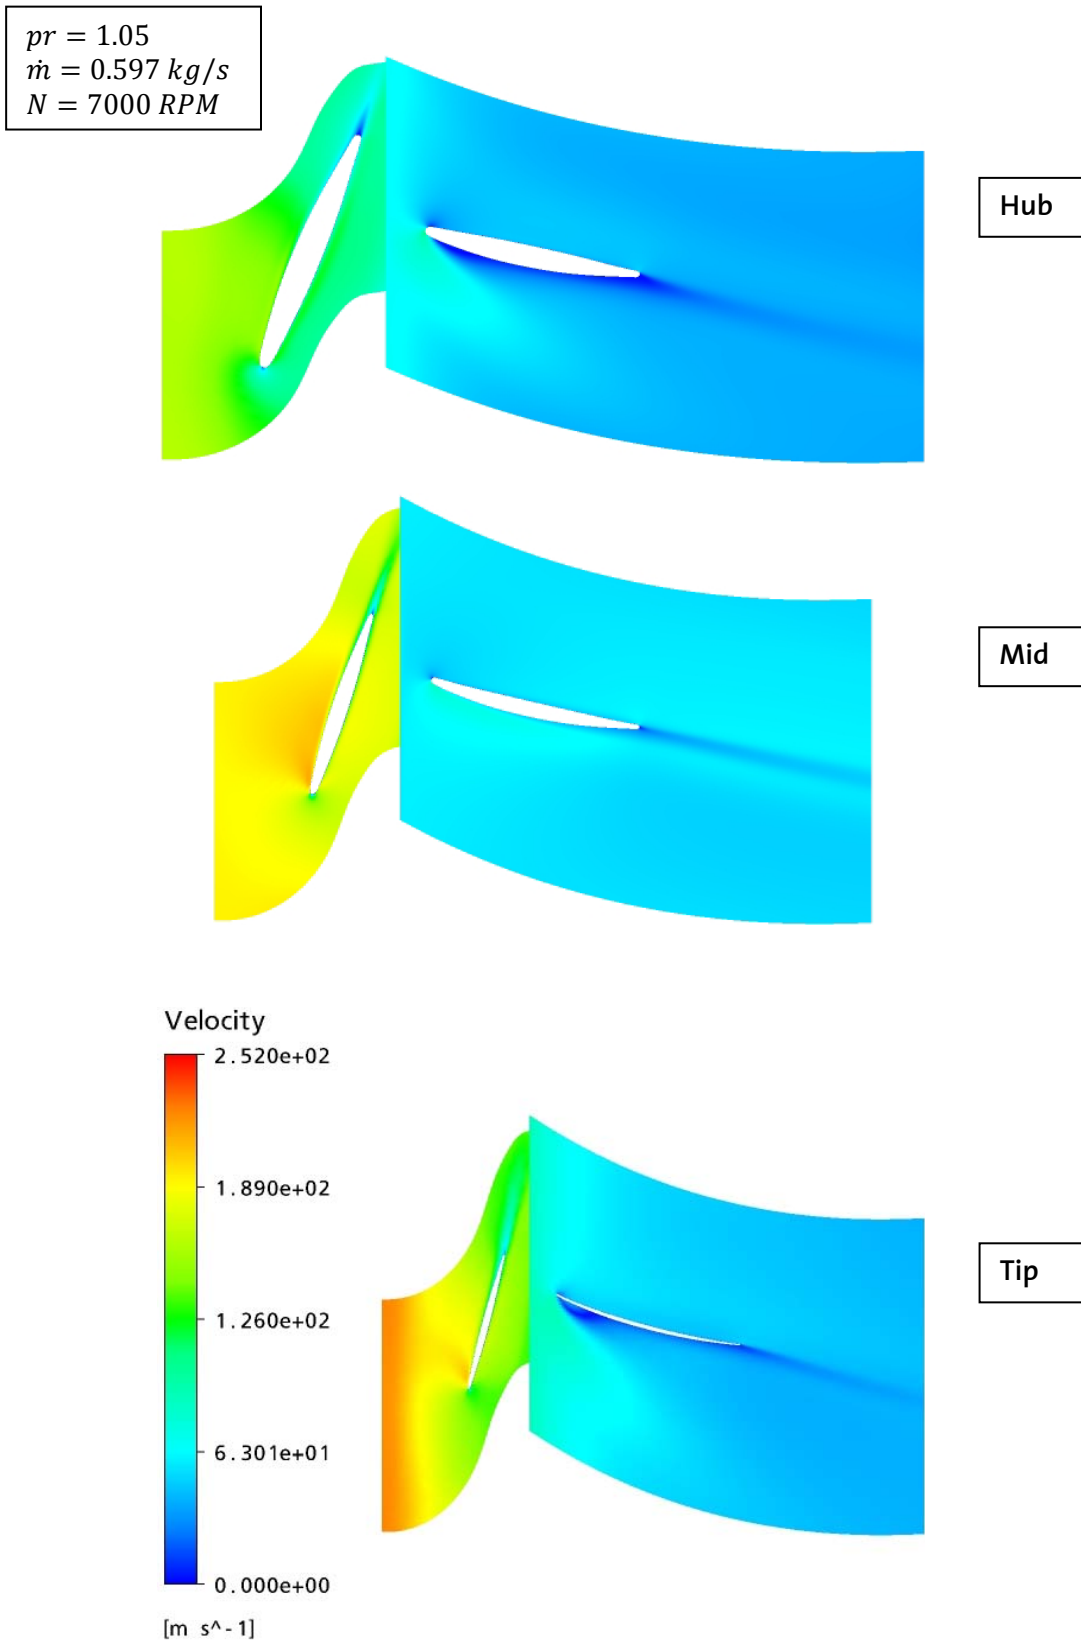 pr = 1.05
ṁ = 0.597 kg/s
N = 7000 RPM
Hub
Mid
Velocity
2.520e+02
1.890e+02
1.260e+02
6.301e+01
0.000e+00
[m s^-1]
Tip